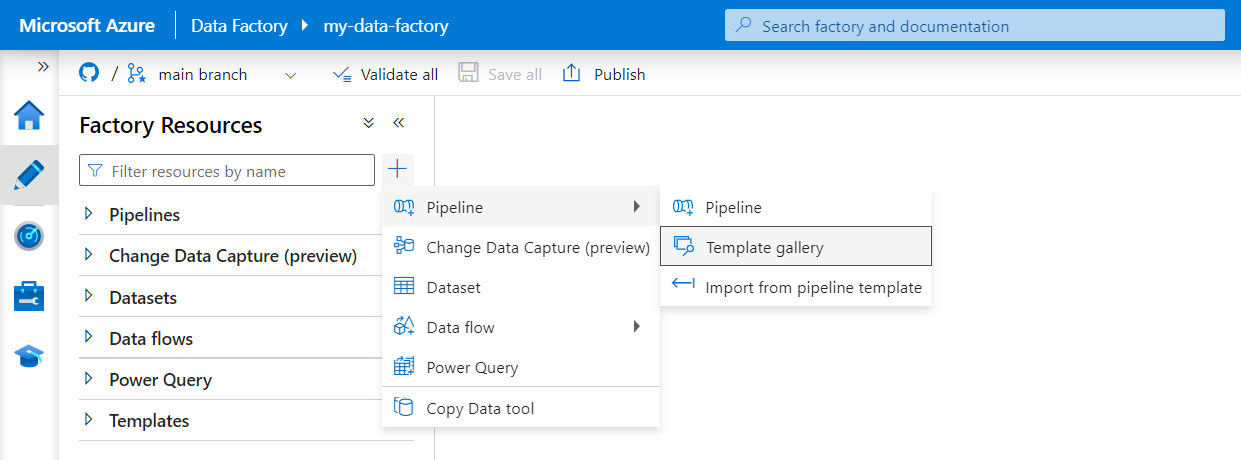 Microsoft Azure Data Factory my-data-factory Search factory and documentation
/ main branch Validate all Save all Publish
Factory Resources
Filter resources by name
Pipelines
Change Data Capture (preview)
Datasets
Data flows
Power Query
Templates
Pipeline
Change Data Capture (preview)
Dataset
Data flow
Power Query
Copy Data tool
Pipeline
Template gallery
Import from pipeline template